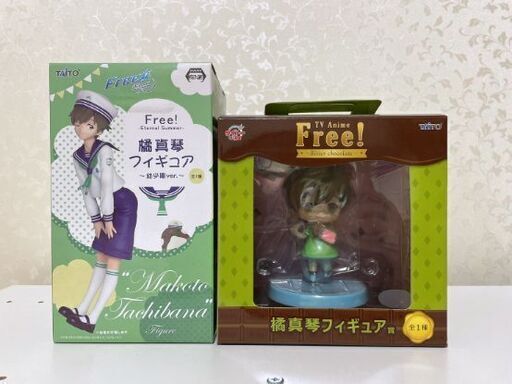 TAITO
Free!
Free!
-Eternal Summer-
橘真琴
フィギュア
～幼少期ver.～
全1種
"Makoto
Tachibana"
Figure
TV Anime
Free!
TAITO
橘真琴フィギュア賞
全1種